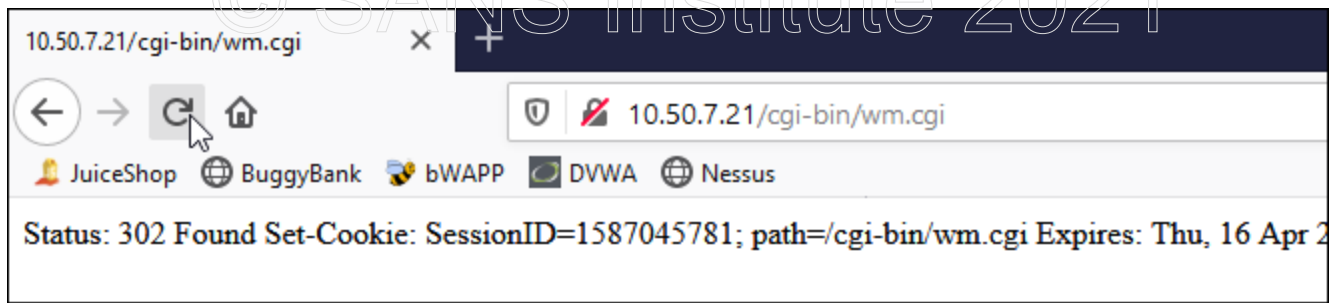 © SANS Institute 2021
10.50.7.21/cgi-bin/wm.cgi
10.50.7.21/cgi-bin/wm.cgi
JuiceShop BuggyBank bWAPP DVWA Nessus
Status: 302 Found Set-Cookie: SessionID=1587045781; path=/cgi-bin/wm.cgi Expires: Thu, 16 Apr 2